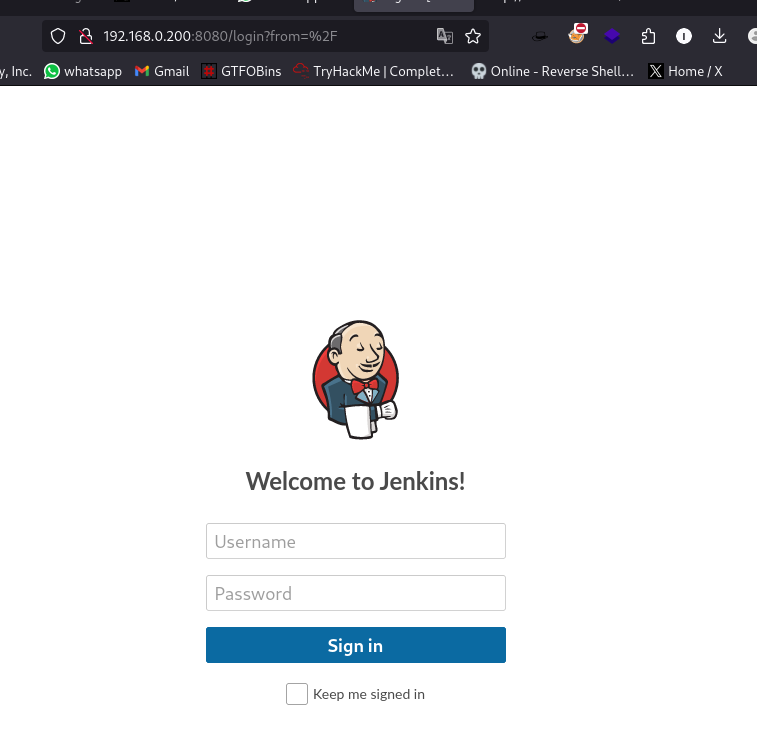 192.168.0.200:8080/login?from=%2F
y, Inc. whatsapp Gmail GTFOBins TryHackMe | Complet... Online - Reverse Shell... Home / X
Welcome to Jenkins!
Username
Password
Sign in
Keep me signed in